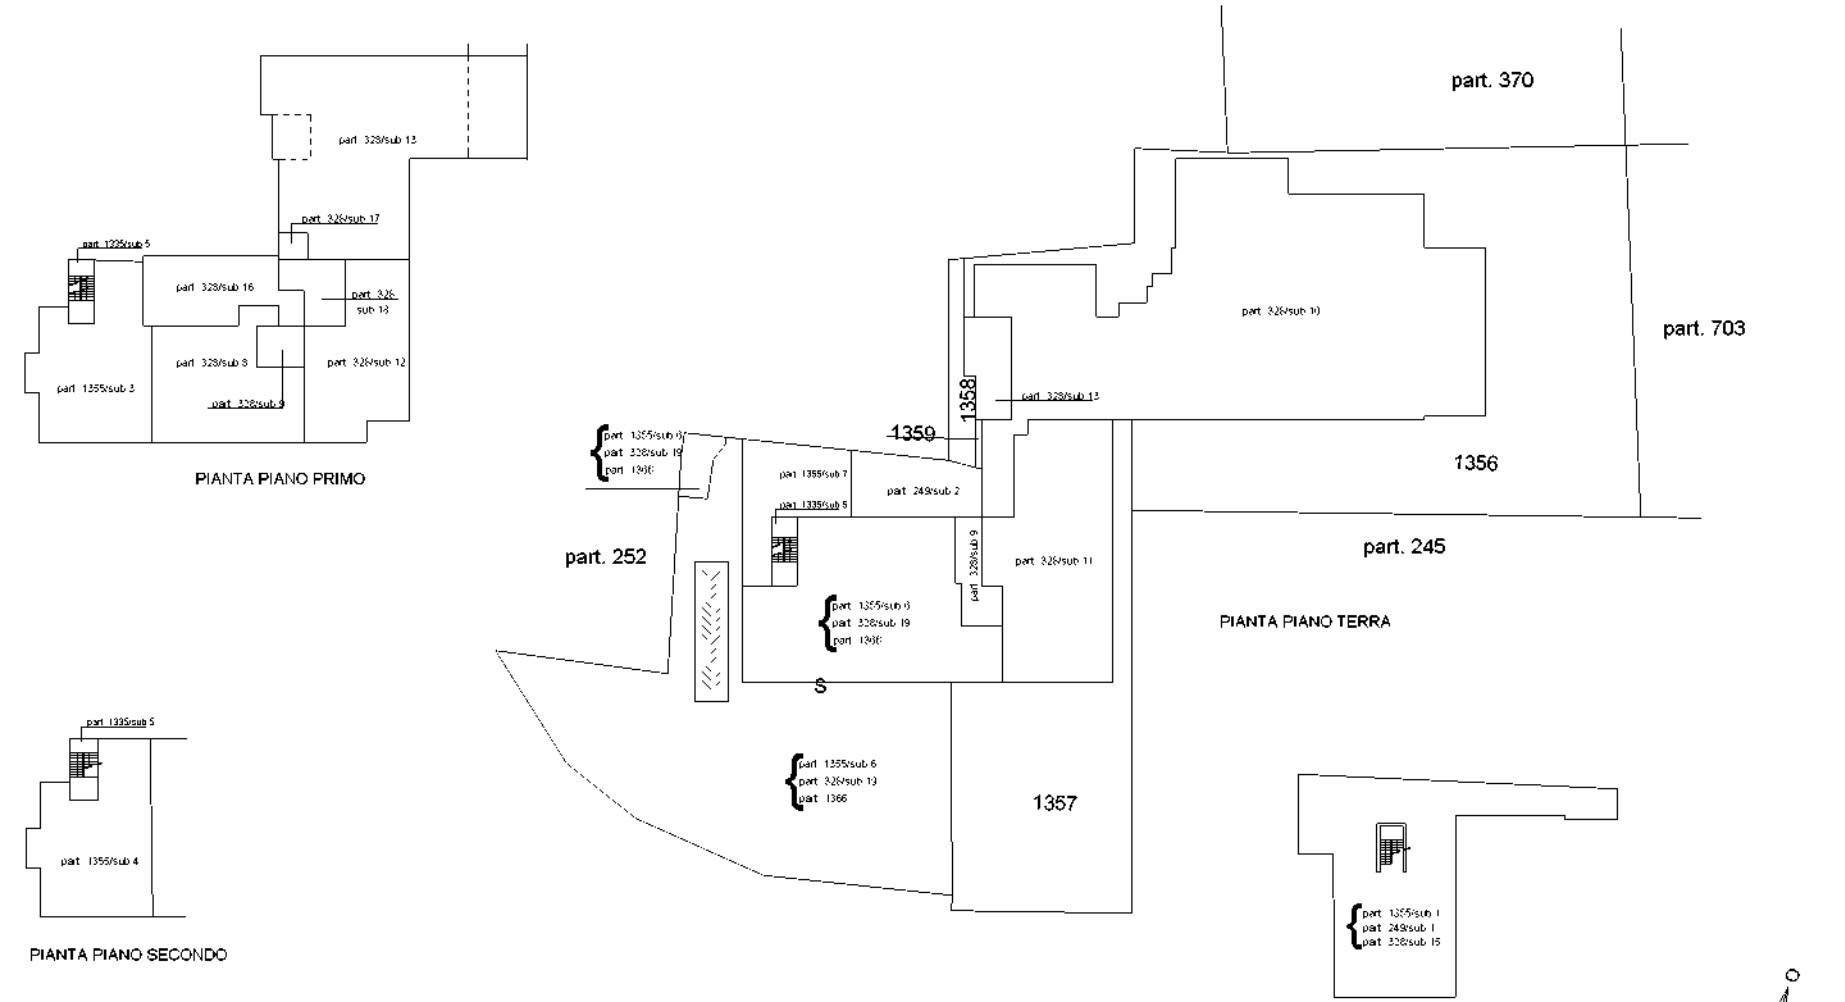 part 328/sub 13
part 328/sub 17
part 1335/sub 5
part 328/sub 16
part 328
sub 18
part 328/sub 8
part 328/sub 12
part 1355/sub 3
part 328/sub 9
PIANTA PIANO PRIMO
part. 370
part 328/sub 10
part. 703
1358
part 328/sub 13
1359
1356
part 1355/sub 6
part 328/sub 19
part 1366
part 1355/sub 7
part 249/sub 2
part 1335/sub 5
part. 252
part 328/sub 9
part 328/sub 11
part. 245
part 1355/sub 6
part 328/sub 19
part 1366
PIANTA PIANO TERRA
S
part 1355/sub 6
part 328/sub 19
part 1366
1357
part 1335/sub 5
part 1355/sub 4
PIANTA PIANO SECONDO
part 1355/sub 1
part 249/sub 1
part 328/sub 15
O